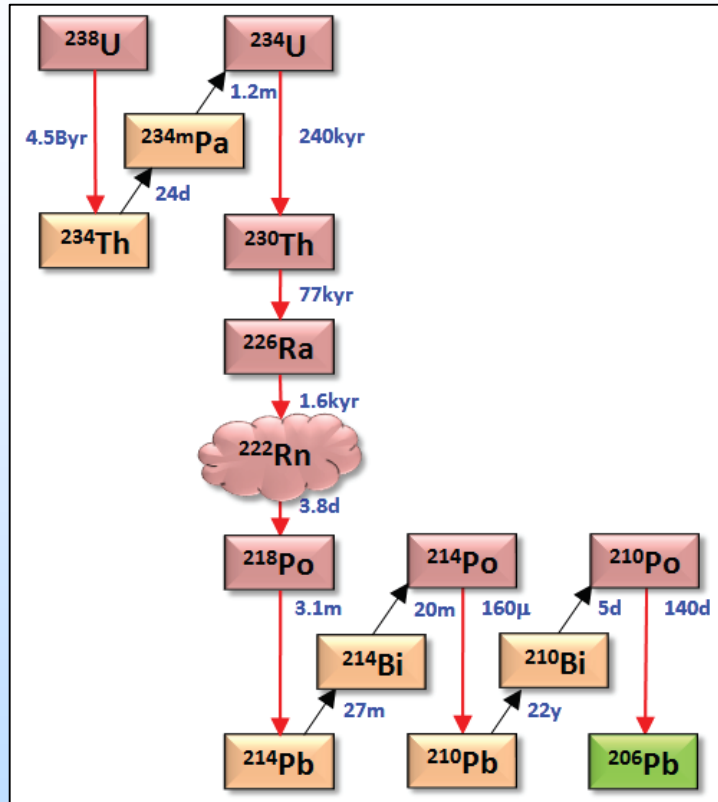 ²³⁸U ²³⁴U
1.2m
4.5Byr ²³⁴ᵐPa 240kyr
24d
²³⁴Th ²³⁰Th
77kyr
²²⁶Ra
1.6kyr
²²²Rn
3.8d
²¹⁸Po ²¹⁴Po ²¹⁰Po
3.1m 20m 160µ 5d 140d
²¹⁴Bi ²¹⁰Bi
27m 22y
²¹⁴Pb ²¹⁰Pb ²⁰⁶Pb